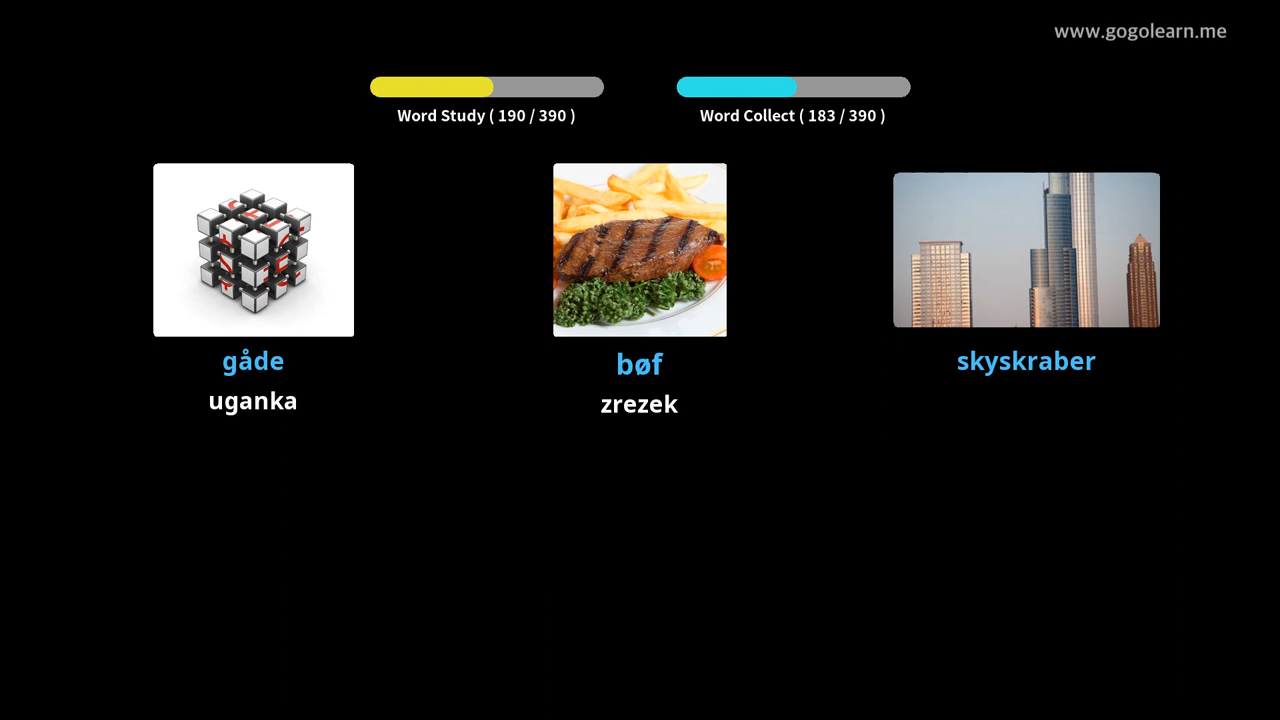 www.gogolearn.me
Word Study ( 190 / 390 )
Word Collect ( 183 / 390 )
gåde
uganka
bøf
zrezek
skyskraber